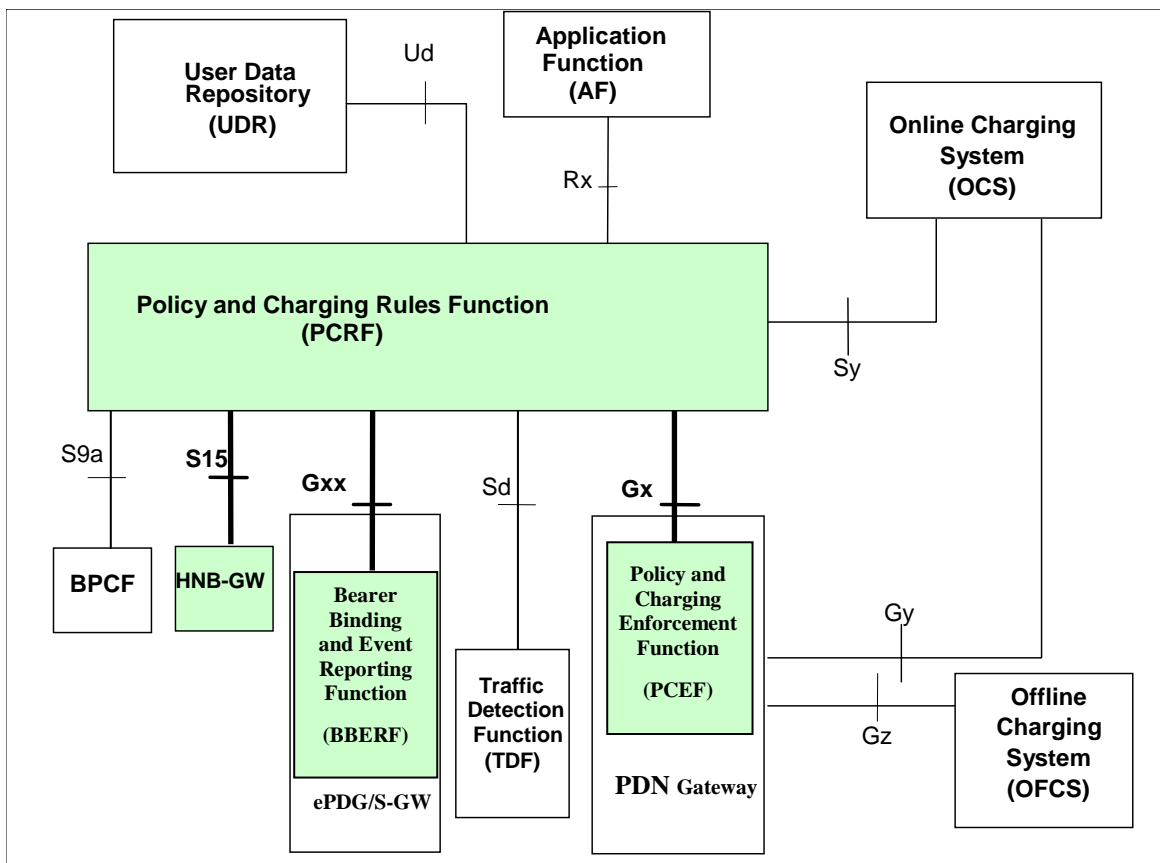 User Data
Repository
(UDR)
Ud
Application
Function
(AF)
Rx
Online Charging
System
(OCS)
Policy and Charging Rules Function
(PCRF)
Sy
S9a
S15
Gxx
Sd
Gx
BPCF
HNB-GW
Bearer
Binding
and Event
Reporting
Function
(BBERF)
ePDG/S-GW
Traffic
Detection
Function
(TDF)
Policy and
Charging
Enforcement
Function
(PCEF)
PDN Gateway
Gy
Gz
Offline
Charging
System
(OFCS)